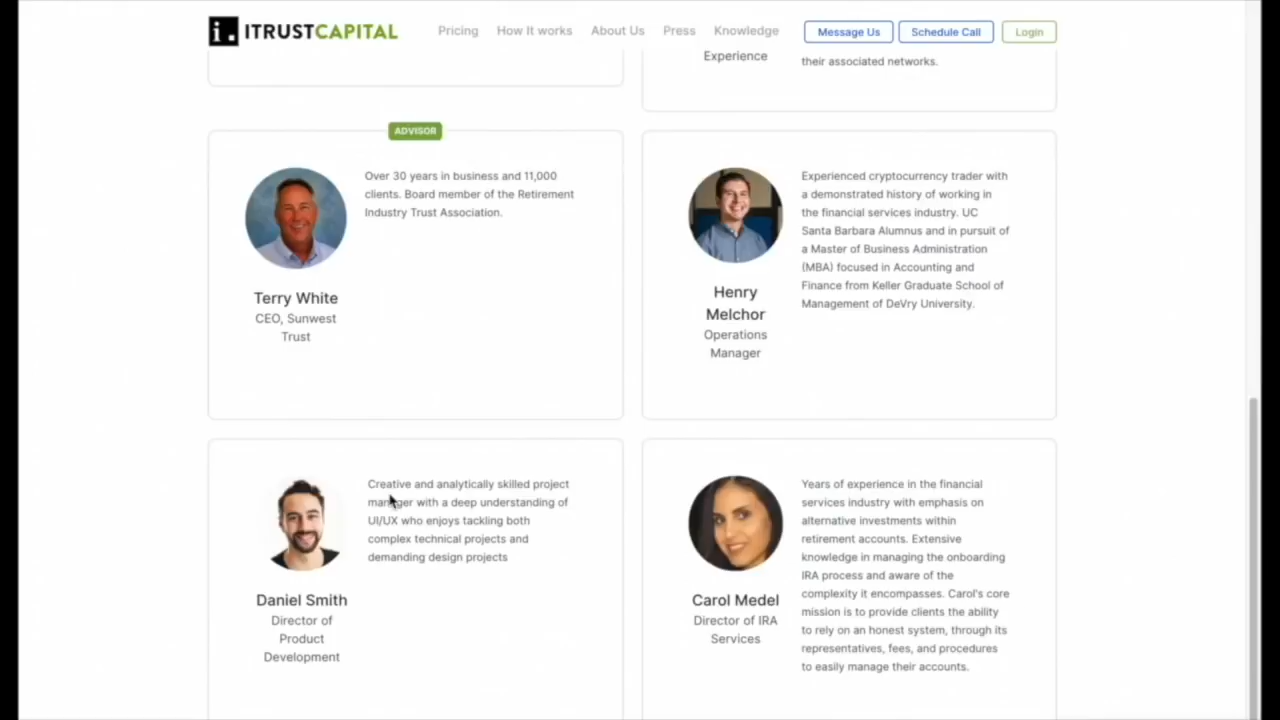 i. ITRUSTCAPITAL
Pricing
How It works
About Us
Press
Knowledge
Message Us
Schedule Call
Login
Experience
their associated networks.
ADVISOR
Over 30 years in business and 11,000
clients. Board member of the Retirement
Industry Trust Association.
Terry White
CEO, Sunwest
Trust
Experienced cryptocurrency trader with
a demonstrated history of working in
the financial services industry. UC
Santa Barbara Alumnus and in pursuit of
a Master of Business Administration
(MBA) focused in Accounting and
Finance from Keller Graduate School of
Management of DeVry University.
Henry
Melchor
Operations
Manager
Creative and analytically skilled project
manager with a deep understanding of
UI/UX who enjoys tackling both
complex technical projects and
demanding design projects
Daniel Smith
Director of
Product
Development
Years of experience in the financial
services industry with emphasis on
alternative investments within
retirement accounts. Extensive
knowledge in managing the onboarding
IRA process and aware of the
complexity it encompasses. Carol's core
mission is to provide clients the ability
to rely on an honest system, through its
representatives, fees, and procedures
to easily manage their accounts.
Carol Medel
Director of IRA
Services